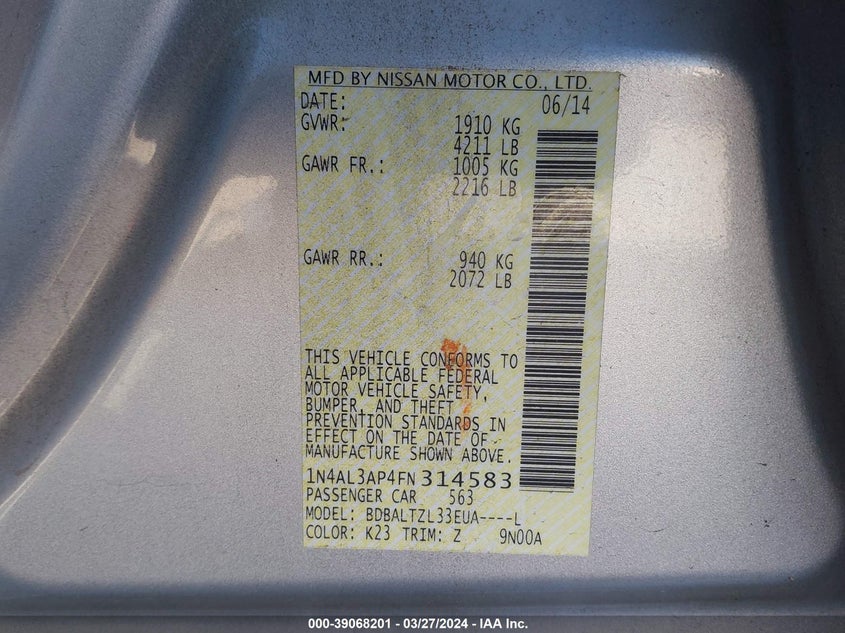 MFD BY NISSAN MOTOR CO., LTD.
DATE: 06/14
GVWR: 1910 KG
4211 LB
GAWR FR.: 1005 KG
2216 LB
GAWR RR.: 940 KG
2072 LB
THIS VEHICLE CONFORMS TO
ALL APPLICABLE FEDERAL
MOTOR VEHICLE SAFETY,
BUMPER, AND THEFT
PREVENTION STANDARDS IN
EFFECT ON THE DATE OF
MANUFACTURE SHOWN ABOVE.
1N4AL3AP4FN314583
PASSENGER CAR 563
MODEL: BDBALTZL33EUA----L
COLOR: K23 TRIM: Z 9N00A
000-39068201 - 03/27/2024 - IAA Inc.